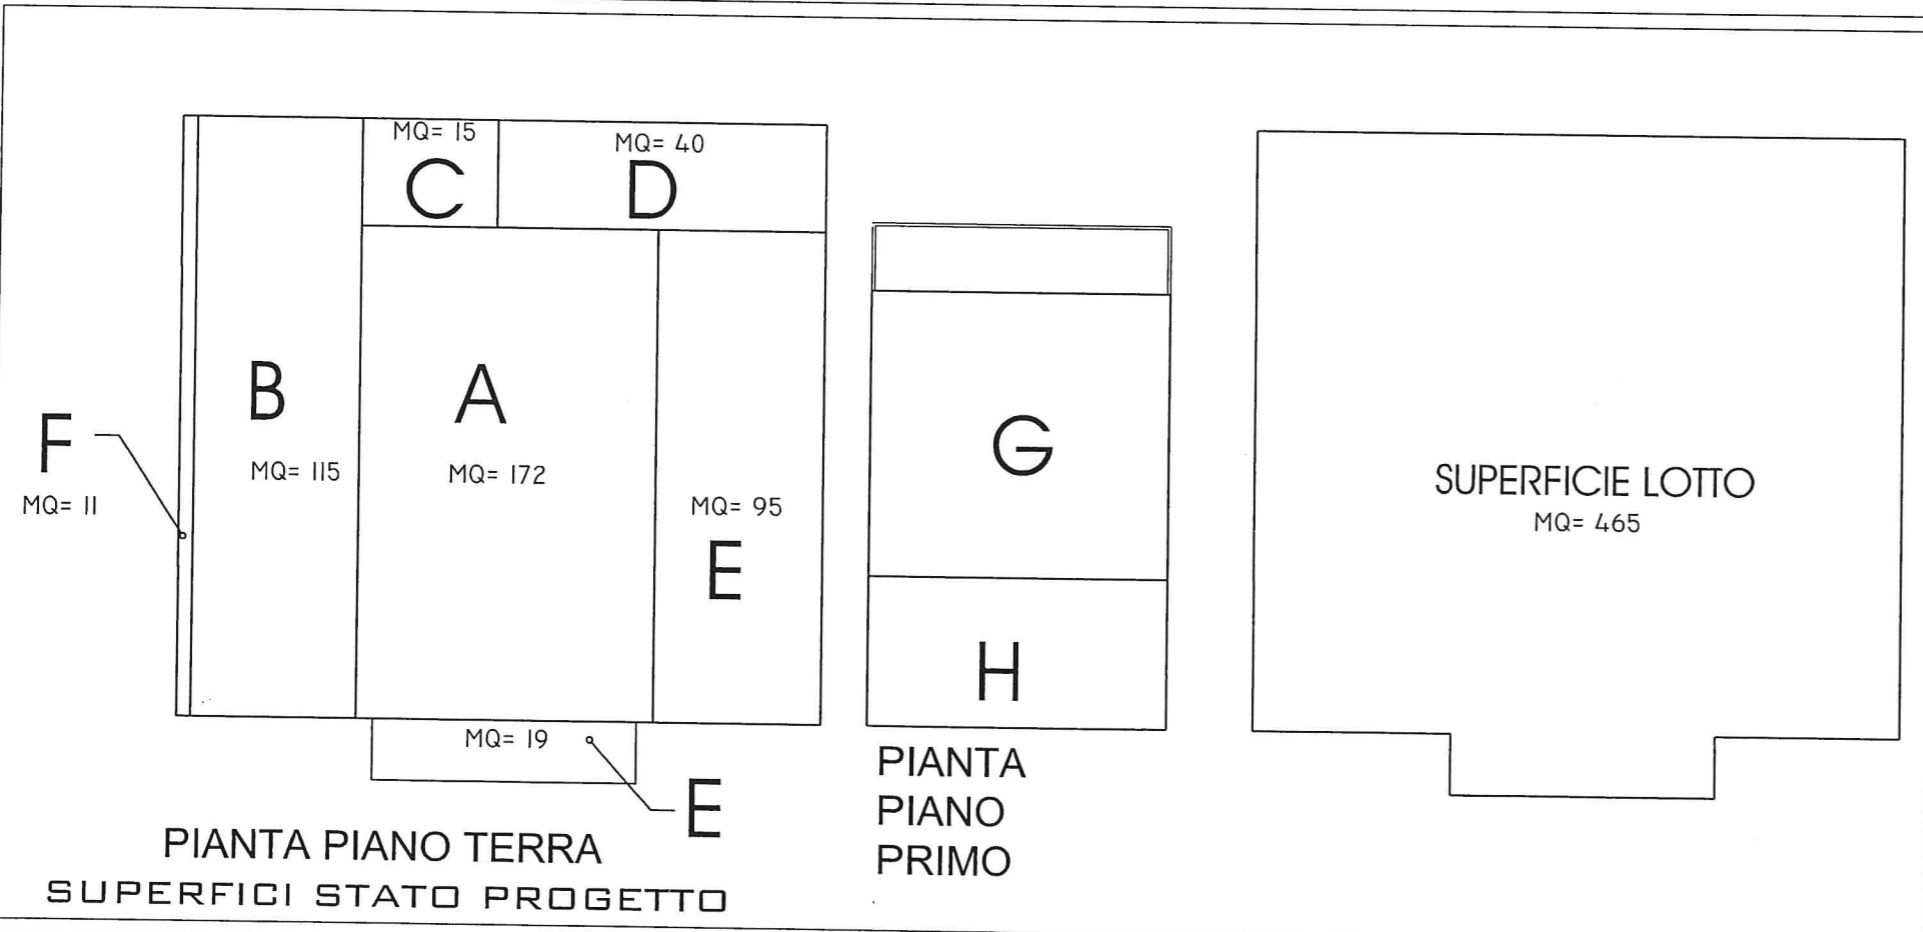 MQ= 15
C
MQ= 40
D
B
MQ= 115
A
MQ= 172
F
MQ= 11
MQ= 95
E
MQ= 19
E
PIANTA PIANO TERRA
SUPERFICI STATO PROGETTO
G
H
PIANTA
PIANO
PRIMO
SUPERFICIE LOTTO
MQ= 465